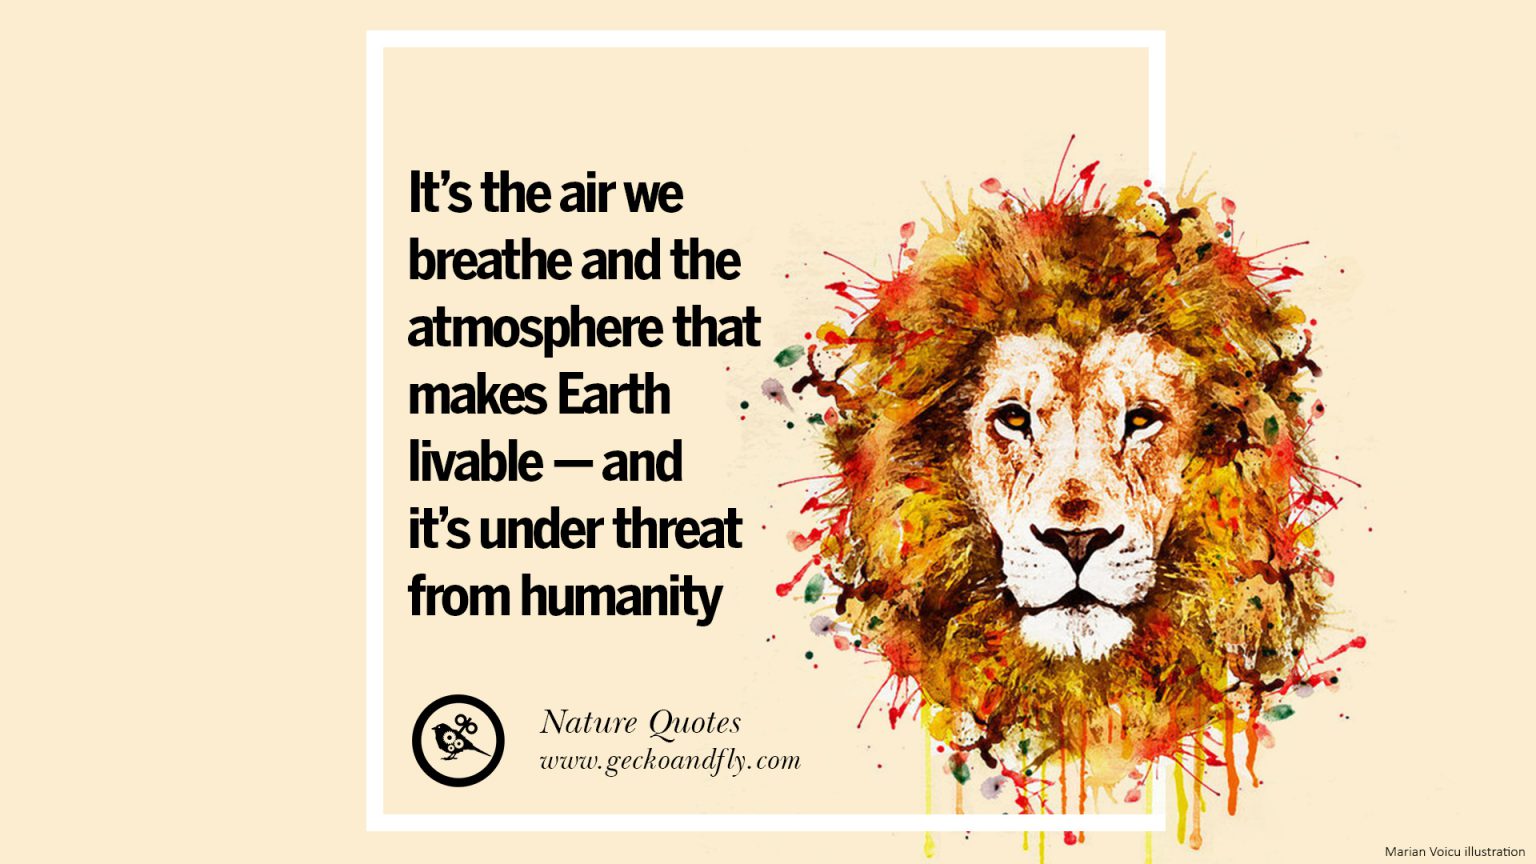 It’s the air we
breathe and the
atmosphere that
makes Earth
livable — and
it’s under threat
from humanity
Nature Quotes
www.geckoandfly.com
Marian Voicu illustration